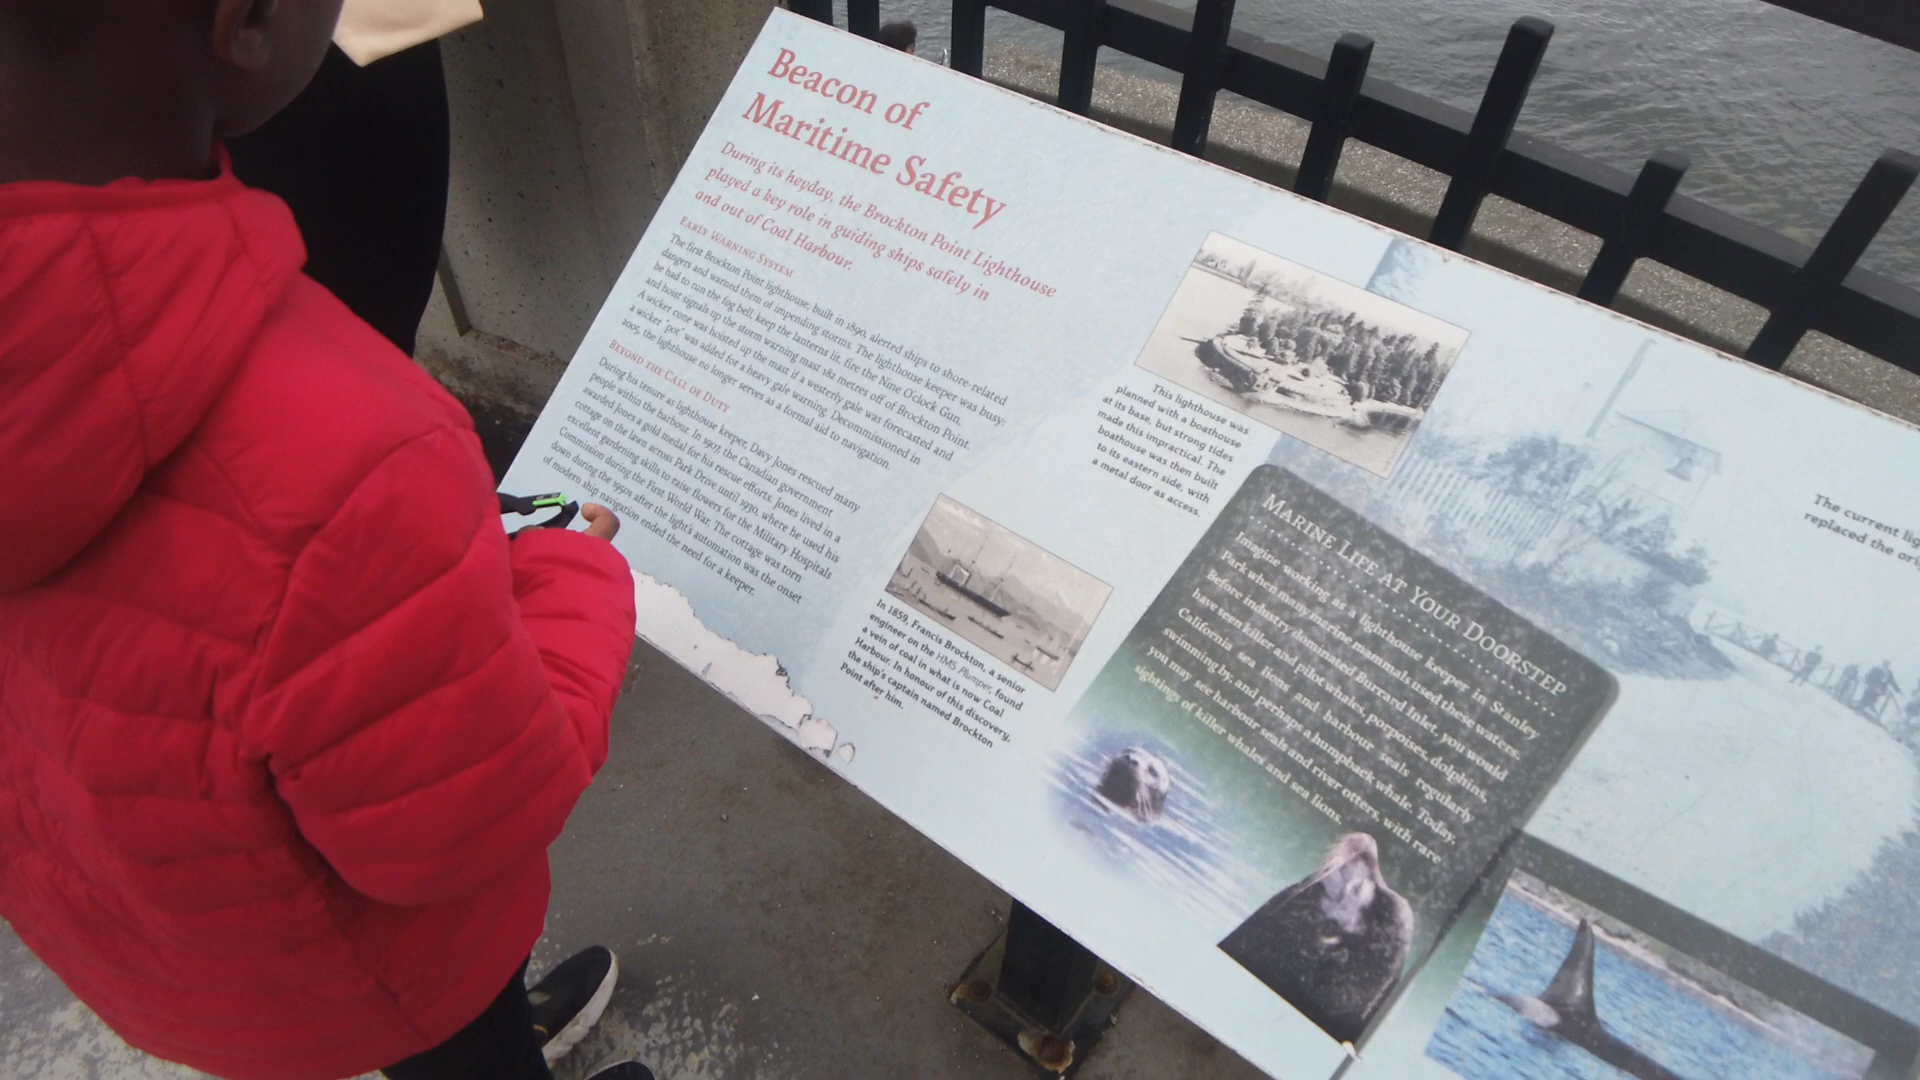 Beacon of
Maritime Safety
During its heyday, the Brockton Point Lighthouse
played a key role in guiding ships safely in
and out of Coal Harbour.
EARLY WARNING SYSTEM
The first Brockton Point lighthouse, built in 1890, alerted ships to shore-related
dangers and warned them of impending storms. The lighthouse keeper was busy:
he had to run the fog bell, keep the lanterns lit, fire the Nine O'Clock Gun,
and hoist signals up the storm warning mast 182 metres off of Brockton Point.
A wicker cone was hoisted up the mast if a westerly gale was forecasted and
a wicker "pot" was added for a heavy gale warning. Decommissioned in
2005, the lighthouse no longer serves as a formal aid to navigation.
BEYOND THE CALL OF DUTY
During his tenure as lighthouse keeper, Davy Jones rescued many
people within the harbour. In 1907, the Canadian government
awarded Jones a gold medal for his rescue efforts. Jones lived in a
cottage on the lawn across Park Drive until 1930, where he used his
excellent gardening skills to raise flowers for the Military Hospitals
Commission during the First World War. The cottage was torn
down during the 1950s after the light's automation was the onset
of modern ship navigation ended the need for a keeper.
This lighthouse was
planned with a boathouse
at its base, but strong tides
made this impractical. The
boathouse was then built
to its eastern side, with
a metal door as access.
In 1859, Francis Brockton, a senior
engineer on the HMS Plumper, found
a vein of coal in what is now Coal
Harbour. In honour of this discovery,
the ship's captain named Brockton
Point after him.
MARINE LIFE AT YOUR DOORSTEP
Imagine working as a lighthouse keeper in Stanley
Park when many marine mammals used these waters.
Before industry dominated Burrard Inlet, you would
have seen killer and pilot whales, porpoises, dolphins,
California sea lions and harbour seals regularly
swimming by, and perhaps a humpback whale. Today,
you may see harbour seals and river otters, with rare
sightings of killer whales and sea lions.
The current lig
replaced the ori